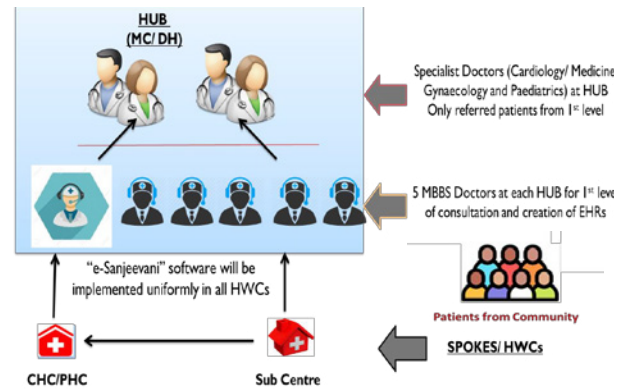 HUB
(MC/ DH)
Specialist Doctors (Cardiology/ Medicine
Gynaecology and Paediatrics) at HUB
Only referred patients from 1st level
5 MBBS Doctors at each HUB for 1st leve
of consultation and creation of EHRs
“e-Sanjeevani” software will be
implemented uniformly in all HWCs
Patients from Community
SPOKES/ HWCs
CHC/PHC
Sub Centre